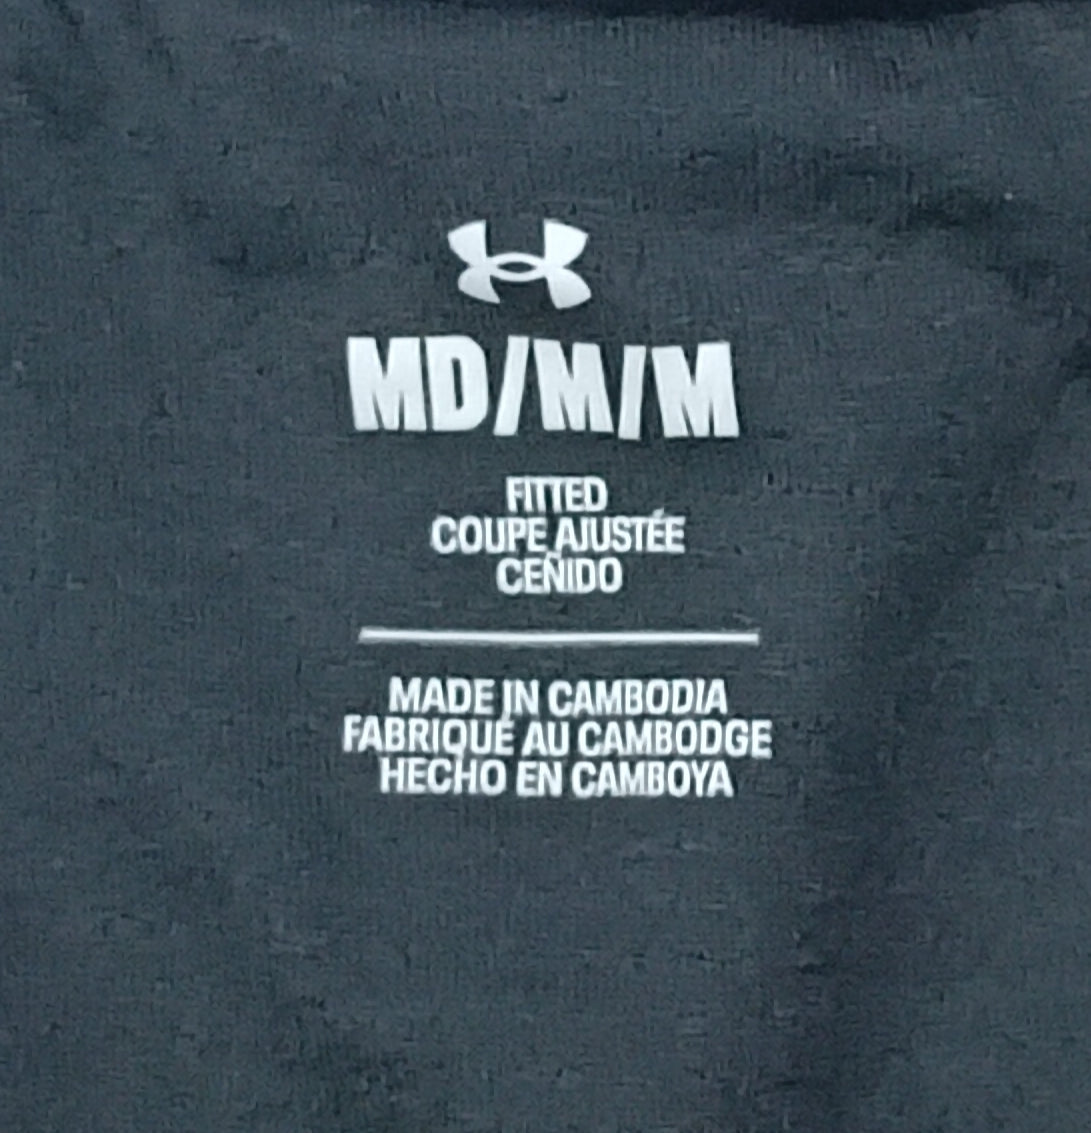 MD/M/M
FITTED
COUPE AJUSTÉE
CEÑIDO
MADE IN CAMBODIA
FABRIQUÉ AU CAMBODGE
HECHO EN CAMBOYA